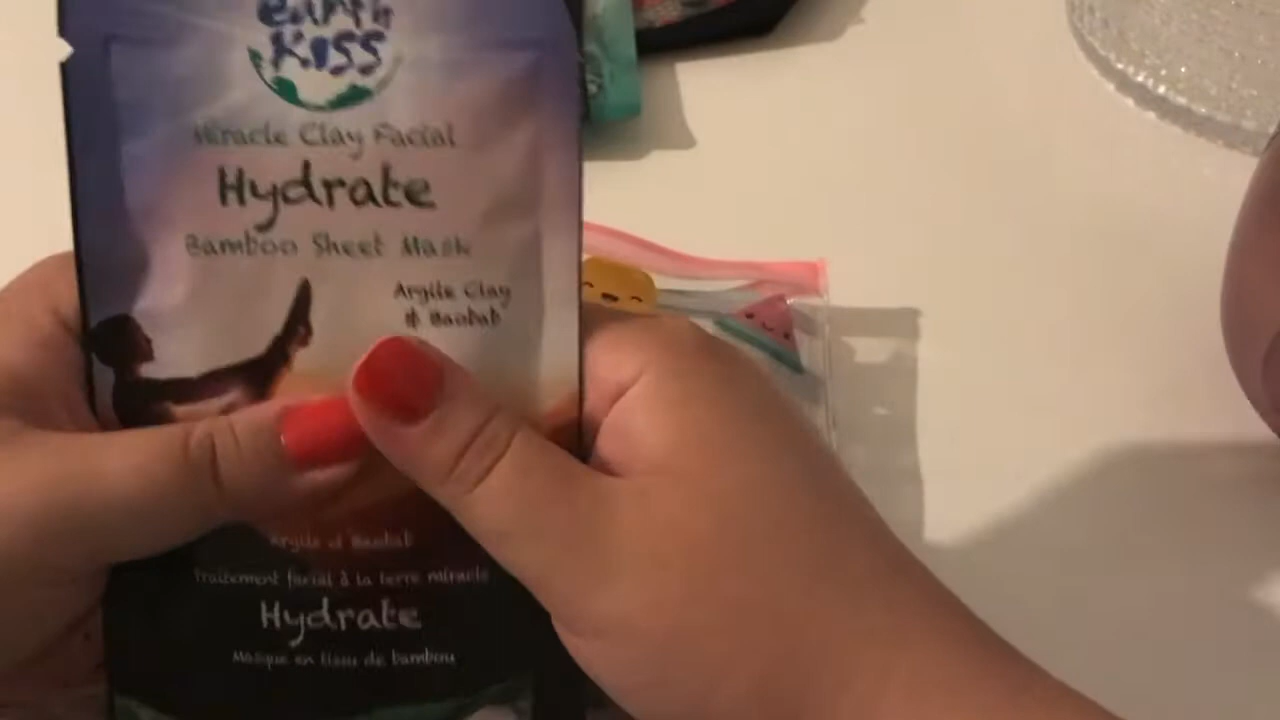 earth
Kiss
Miracle Clay Facial
Hydrate
Bamboo Sheet Mask
Argile Clay
& Baobab
Argile et Baobab
Traitement facial à la terre miracle
Hydrate
Masque en tissu de bambou